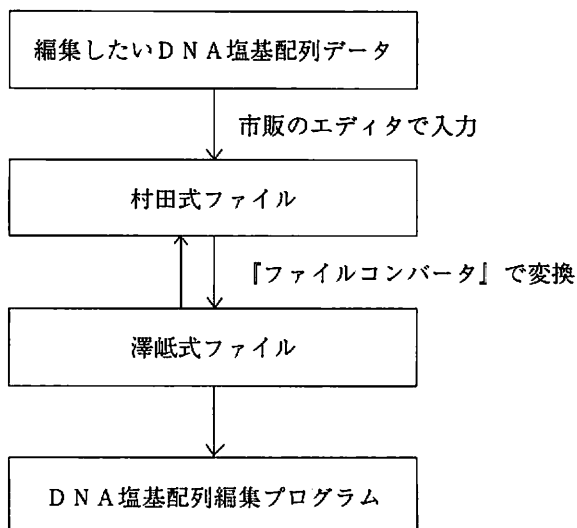 編集したいＤＮＡ塩基配列データ
市販のエディタで入力
村田式ファイル
『ファイルコンバータ』で変換
澤岻式ファイル
ＤＮＡ塩基配列編集プログラム